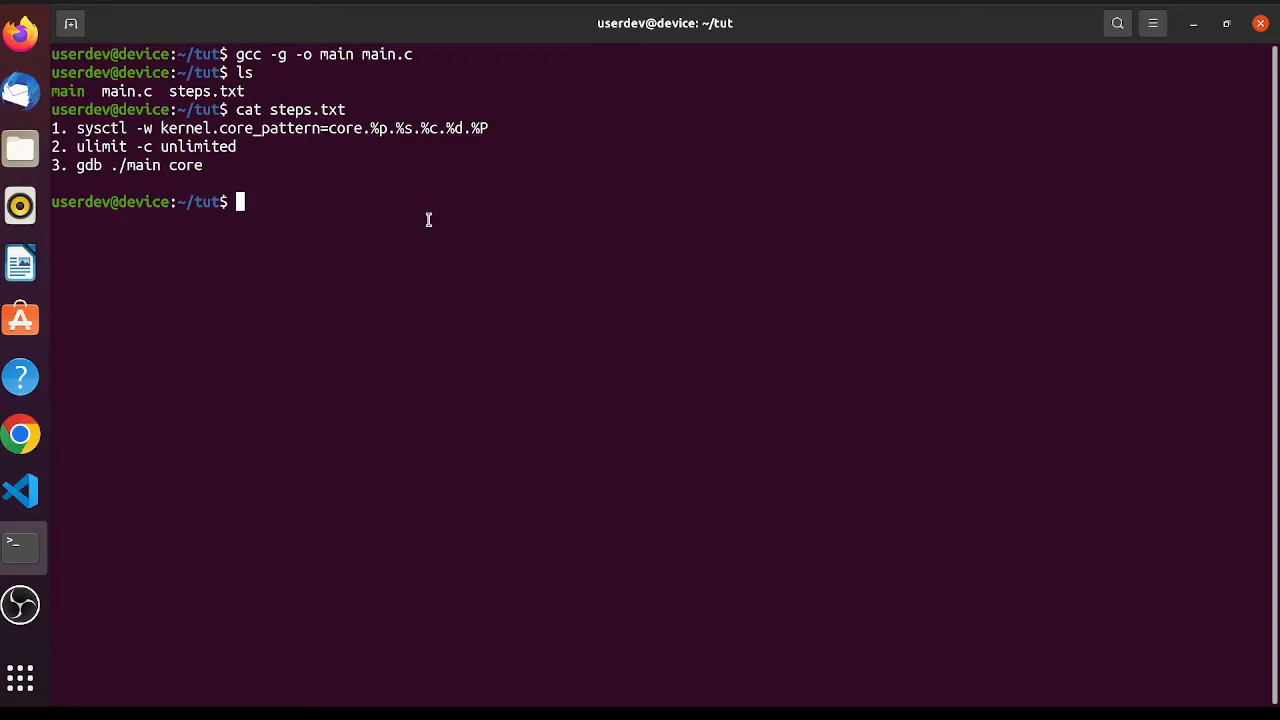 userdev@device: ~/tut
userdev@device:~/tut$ gcc -g -o main main.c
userdev@device:~/tut$ ls
main  main.c  steps.txt
userdev@device:~/tut$ cat steps.txt
1. sysctl -w kernel.core_pattern=core.%p.%s.%c.%d.%P
2. ulimit -c unlimited
3. gdb ./main core
userdev@device:~/tut$